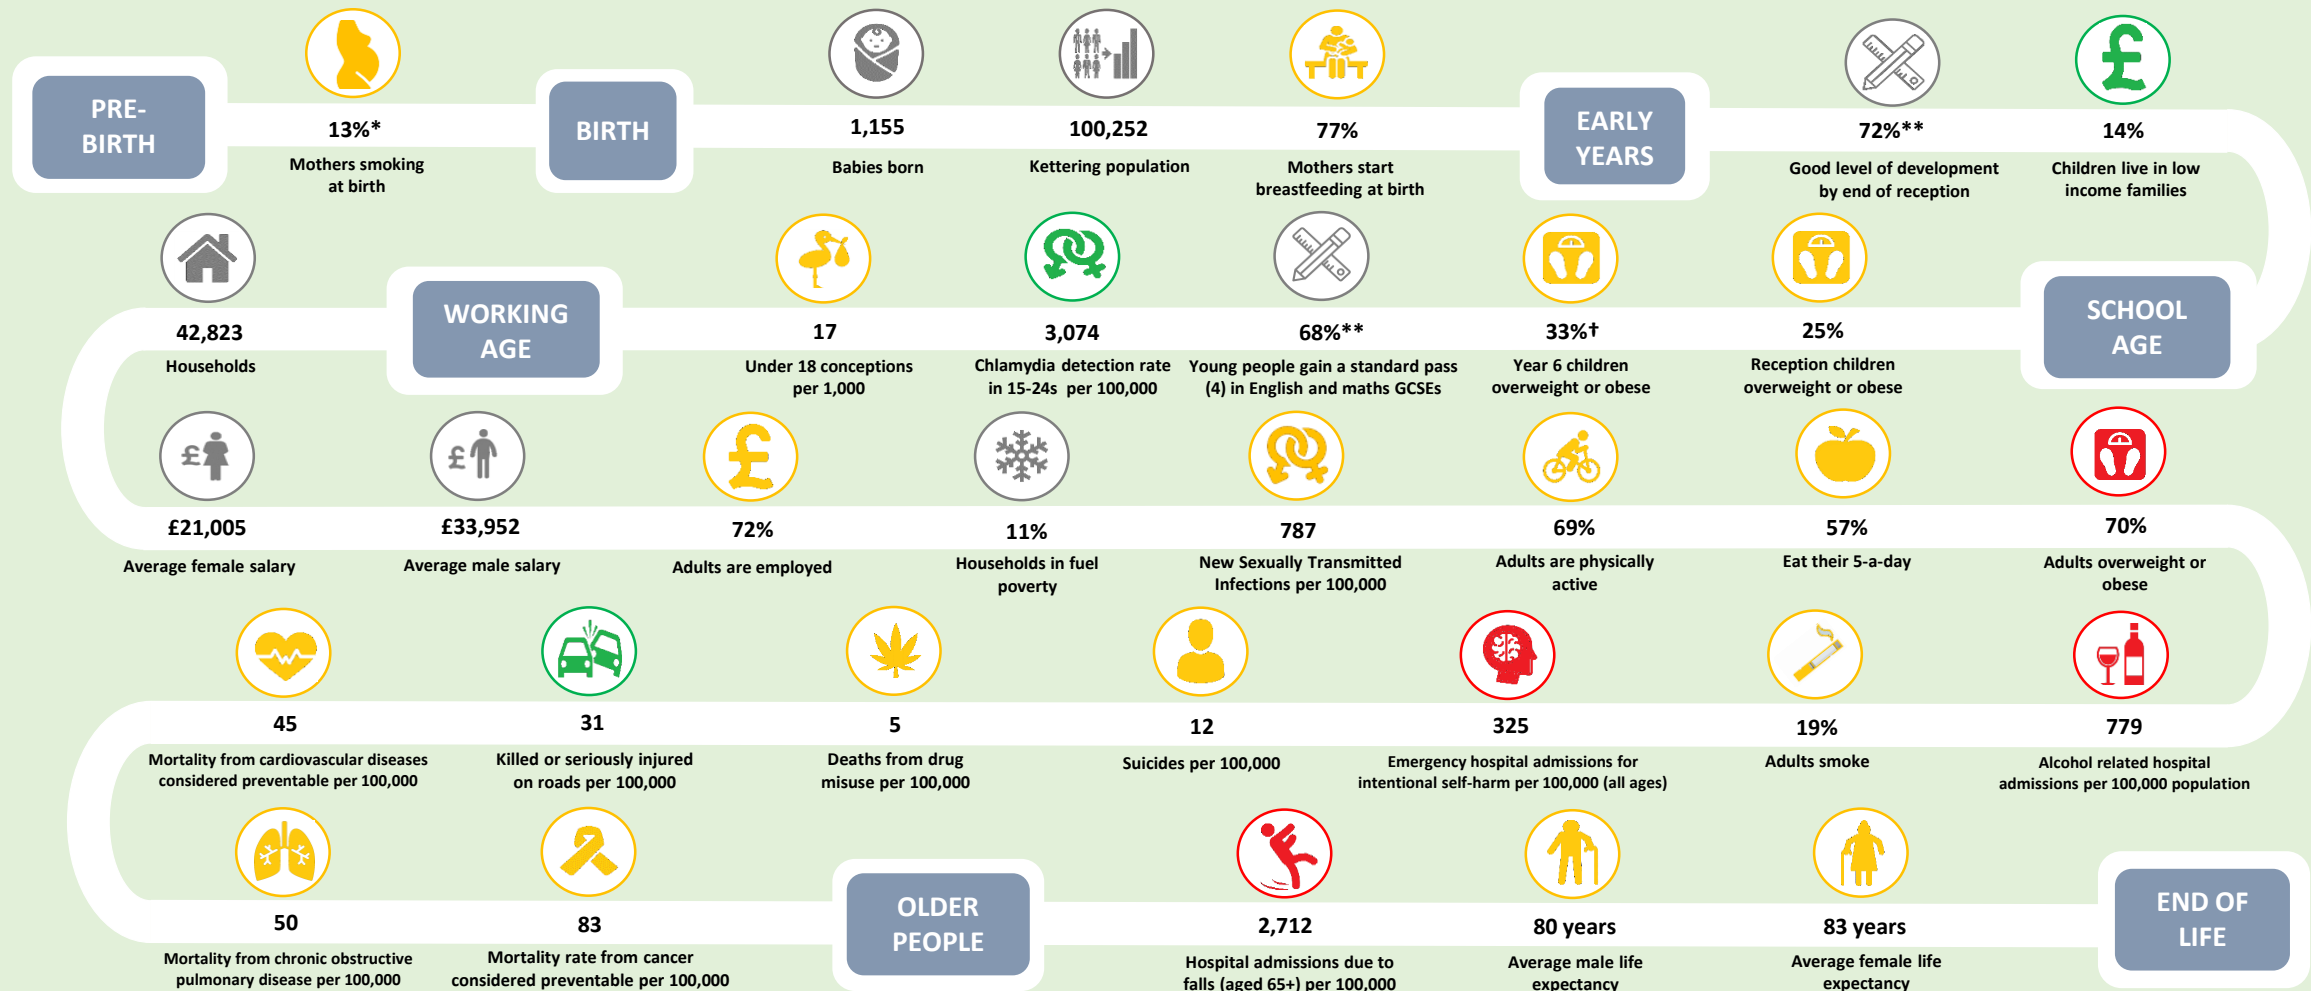 PRE-
BIRTH
13%*
Mothers smoking
at birth
BIRTH
1,155
Babies born
100,252
Kettering population
77%
Mothers start
breastfeeding at birth
EARLY
YEARS
72%**
Good level of development
by end of reception
14%
Children live in low
income families
SCHOOL
AGE
25%
Reception children
overweight or obese
33%†
Year 6 children
overweight or obese
68%**
Young people gain a standard pass
(4) in English and maths GCSEs
3,074
Chlamydia detection rate
in 15-24s per 100,000
17
Under 18 conceptions
per 1,000
WORKING
AGE
42,823
Households
£21,005
Average female salary
£33,952
Average male salary
72%
Adults are employed
11%
Households in fuel
poverty
787
New Sexually Transmitted
Infections per 100,000
69%
Adults are physically
active
57%
Eat their 5-a-day
70%
Adults overweight or
obese
779
Alcohol related hospital
admissions per 100,000 population
19%
Adults smoke
325
Emergency hospital admissions for
intentional self-harm per 100,000 (all ages)
12
Suicides per 100,000
5
Deaths from drug
misuse per 100,000
31
Killed or seriously injured
on roads per 100,000
45
Mortality from cardiovascular diseases
considered preventable per 100,000
50
Mortality from chronic obstructive
pulmonary disease per 100,000
83
Mortality rate from cancer
considered preventable per 100,000
OLDER
PEOPLE
2,712
Hospital admissions due to
falls (aged 65+) per 100,000
80 years
Average male life
expectancy
83 years
Average female life
expectancy
END OF
LIFE